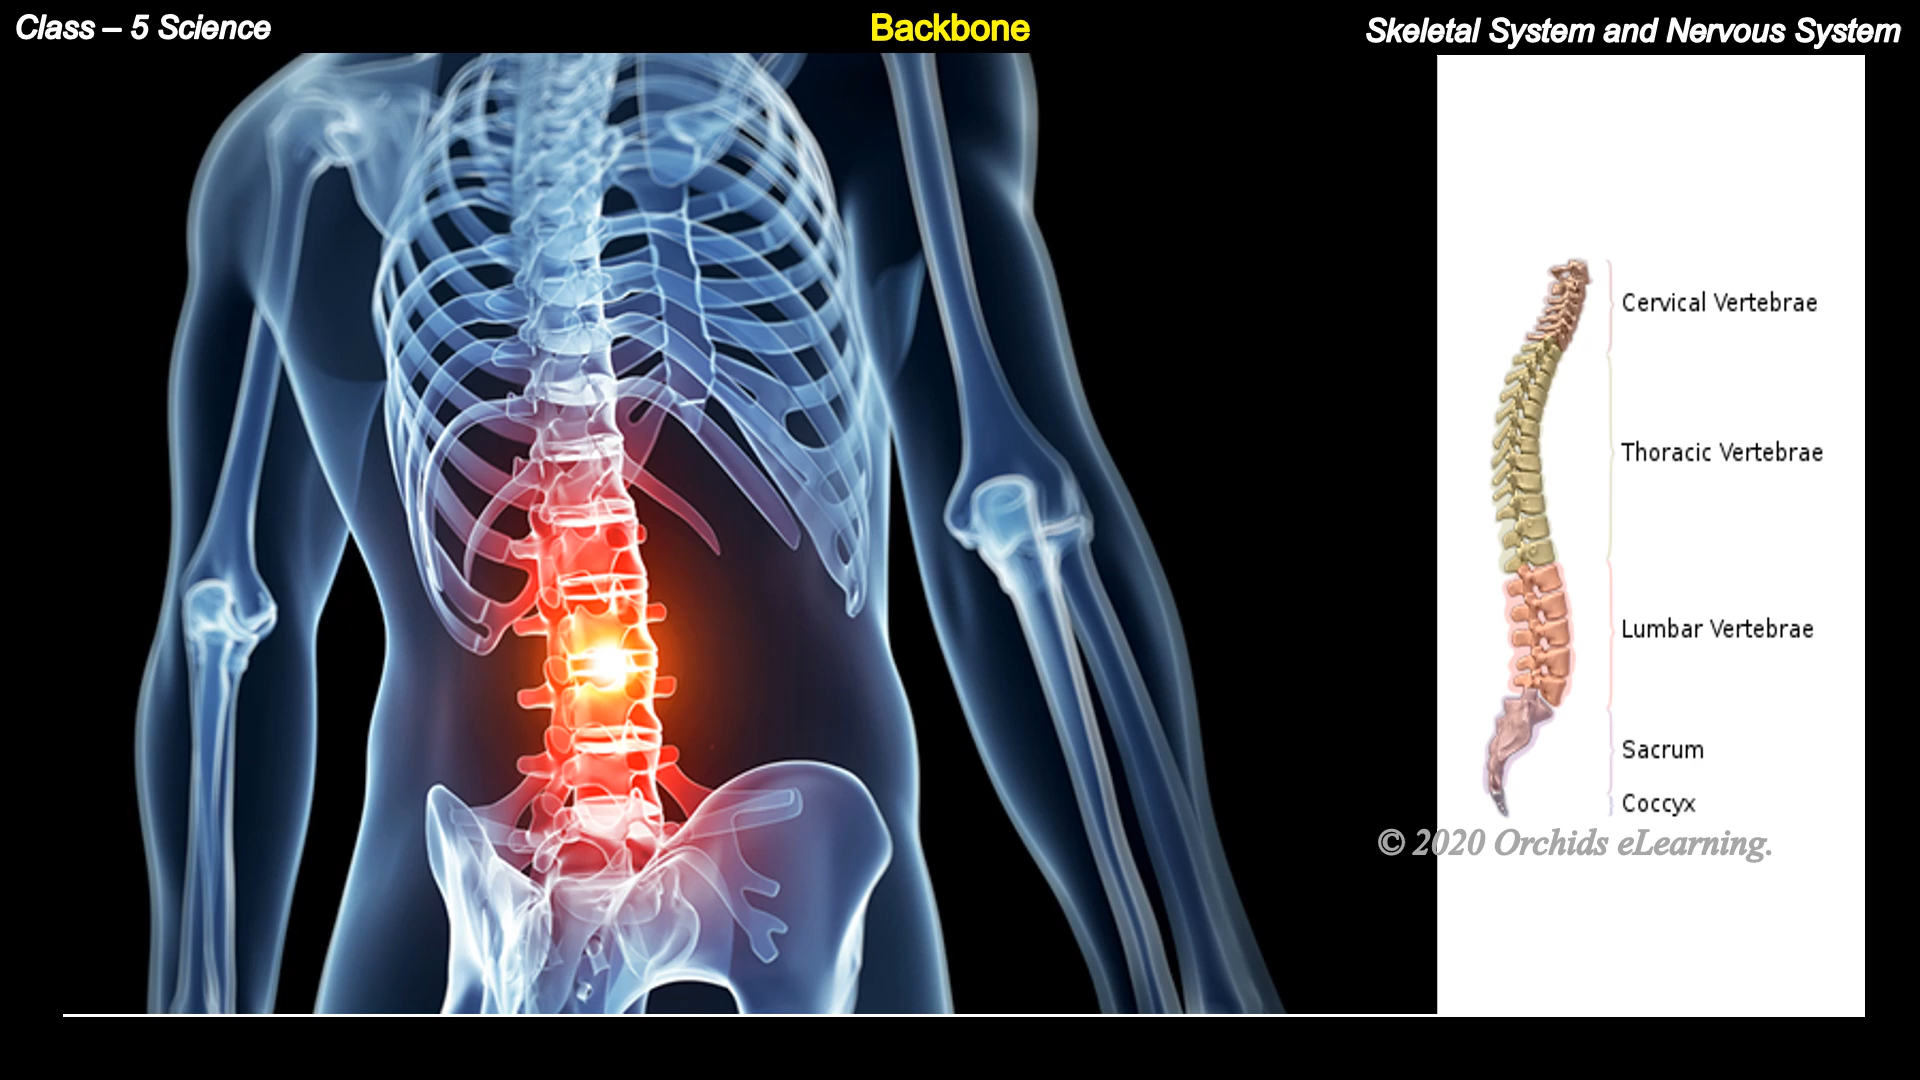 Class – 5 Science
Backbone
Skeletal System and Nervous System
Cervical Vertebrae
Thoracic Vertebrae
Lumbar Vertebrae
Sacrum
Coccyx
© 2020 Orchids eLearning.